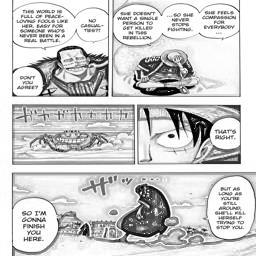 SHE FEELS
COMPASSION
FOR
EVERYBODY
...SO SHE
NEVER
STOPS
FIGHTING.
SHE DOESN'T
WANT A SINGLE
PERSON TO
GET KILLED
IN THIS
REBELLION.
NO
CASUAL-
TIES?!
THIS WORLD IS
FULL OF PEACE-
LOVING FOOLS LIKE
HER, EASY FOR
SOMEONE WHO'S
NEVER BEEN IN A
REAL BATTLE.
DON'T
YOU
AGREE?
THAT'S
RIGHT.
BUT AS
LONG AS
YOU'RE
STILL
AROUND,
SHE'LL KILL
HERSELF
TRYING TO
STOP YOU.
SO I'M
GONNA
FINISH
YOU
HERE.